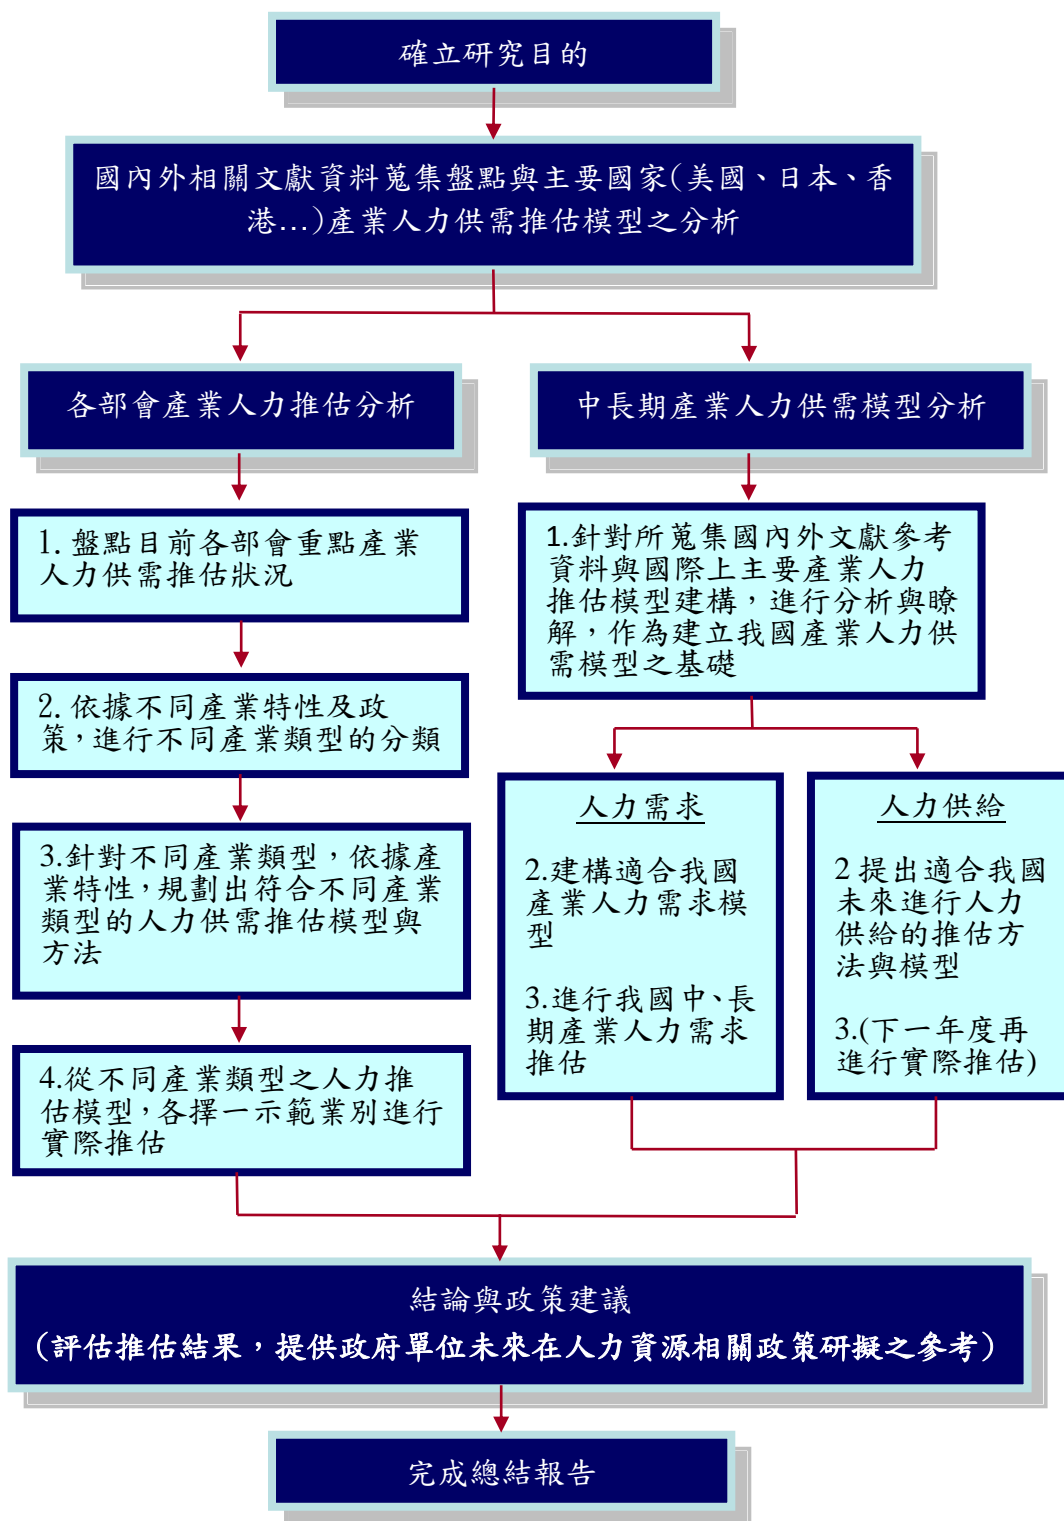 確立研究目的
國內外相關文獻資料蒐集盤點與主要國家(美國、日本、香
港...)產業人力供需推估模型之分析
各部會產業人力推估分析
1. 盤點目前各部會重點產業
人力供需推估狀況
2. 依據不同產業特性及政
策，進行不同產業類型的分類
3.針對不同產業類型，依據產
業特性，規劃出符合不同產業
類型的人力供需推估模型與
方法
4.從不同產業類型之人力推
估模型，各擇一示範業別進行
實際推估
中長期產業人力供需模型分析
1.針對所蒐集國內外文獻參考
資料與國際上主要產業人力
推估模型建構，進行分析與瞭
解，作為建立我國產業人力供
需模型之基礎
人力需求
2.建構適合我國
產業人力需求模
型
3.進行我國中、長
期產業人力需求
推估
人力供給
2 提出適合我國
未來進行人力
供給的推估方
法與模型
3.(下一年度再
進行實際推估)
結論與政策建議
(評估推估結果，提供政府單位未來在人力資源相關政策研擬之參考)
完成總結報告